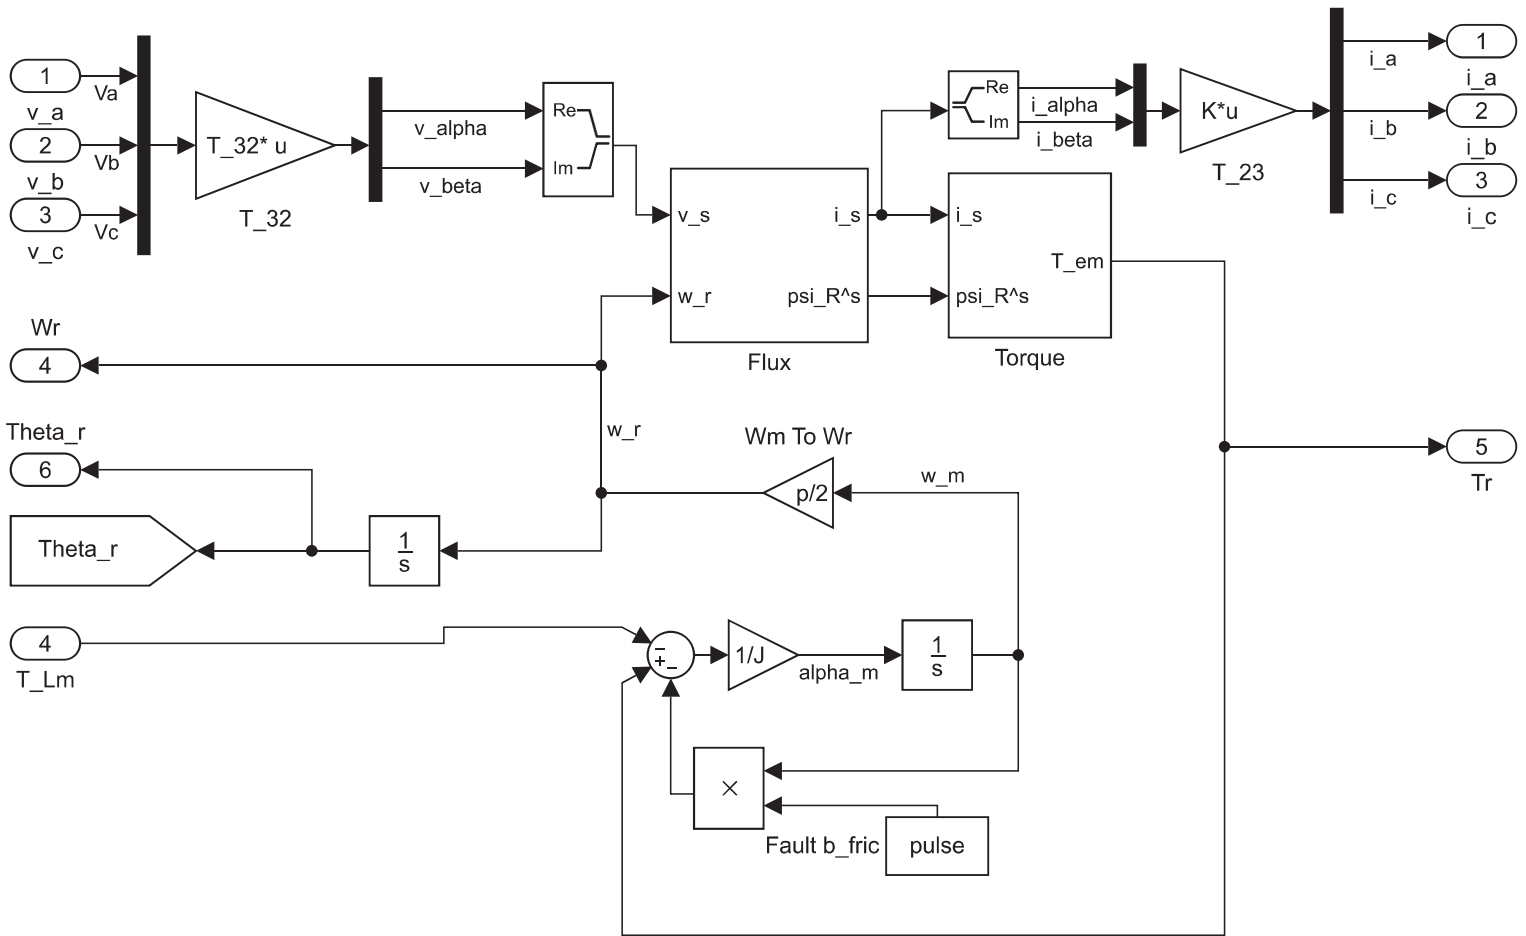 1
v_a
Va
2
v_b
Vb
3
v_c
Vc
T_32* u
T_32
v_alpha
v_beta
Re
Im
v_s
w_r
i_s
psi_R^s
Flux
i_s
psi_R^s
T_em
Torque
Re
Im
i_alpha
i_beta
K*u
T_23
i_a
i_b
i_c
1
i_a
2
i_b
3
i_c
Wr
4
w_r
Theta_r
6
Theta_r
1
s
Wm To Wr
p/2
w_m
5
Tr
4
T_Lm
−
+
−
1/J
alpha_m
1
s
×
Fault b_fric
pulse